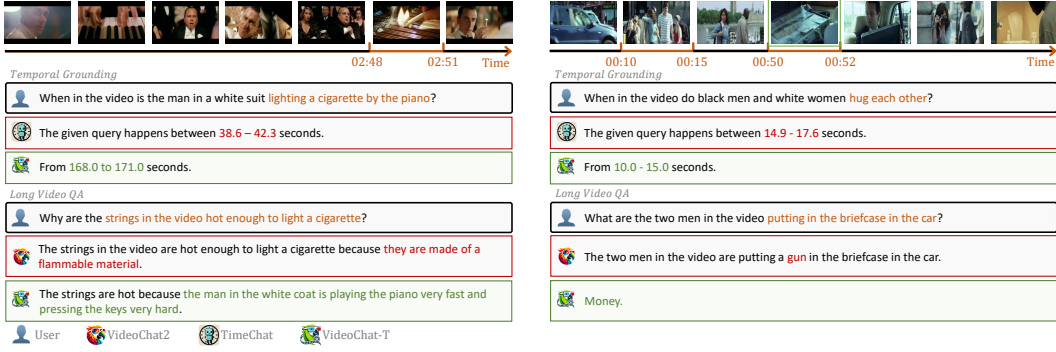 02:48 02:51 Time
Temporal Grounding
When in the video is the man in a white suit lighting a cigarette by the piano?
The given query happens between 38.6 – 42.3 seconds.
From 168.0 to 171.0 seconds.
Long Video QA
Why are the strings in the video hot enough to light a cigarette?
The strings in the video are hot enough to light a cigarette because they are made of a
flammable material.
The strings are hot because the man in the white coat is playing the piano very fast and
pressing the keys very hard.
User VideoChat2 TimeChat VideoChat-T
00:10 00:15 00:50 00:52 Time
Temporal Grounding
When in the video do black men and white women hug each other?
The given query happens between 14.9 - 17.6 seconds.
From 10.0 - 15.0 seconds.
Long Video QA
What are the two men in the video putting in the briefcase in the car?
The two men in the video are putting a gun in the briefcase in the car.
Money.